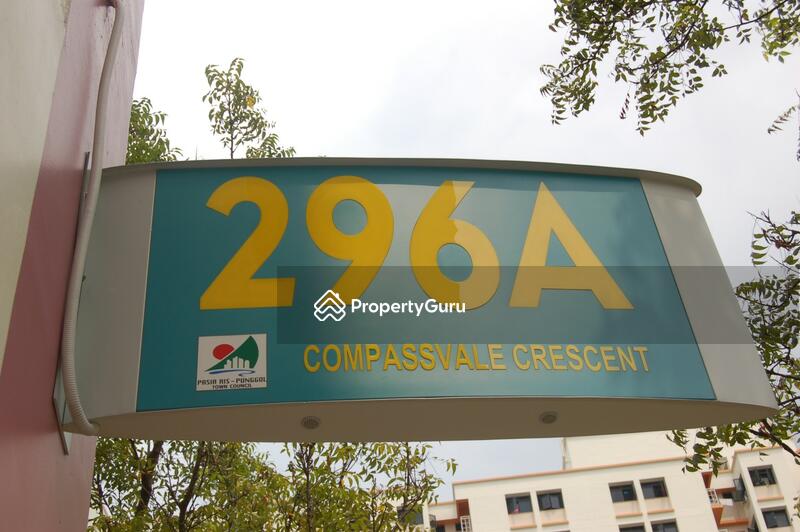 296A
PropertyGuru
COMPASSVALE CRESCENT
PASIR RIS - PUNGGOL
TOWN COUNCIL